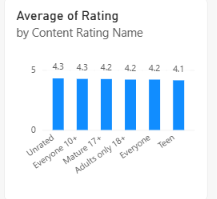 Average of Rating
by Content Rating Name
5
4.3 4.3 4.2 4.2 4.2 4.1
0
Unrated
Everyone 10+
Mature 17+
Adults only 18+
Everyone
Teen